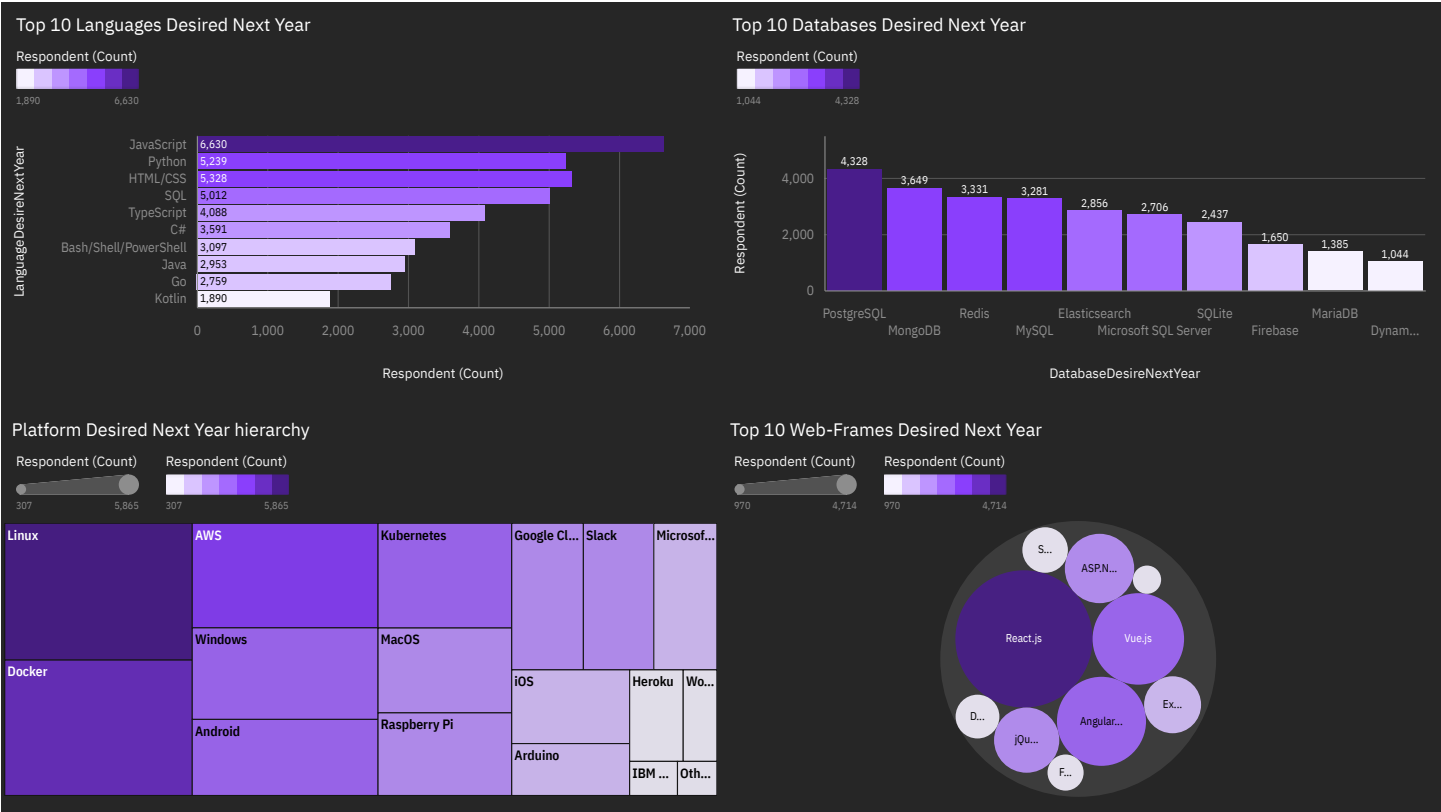 Top 10 Languages Desired Next Year
Respondent (Count)
1,890 6,630
LanguageDesireNextYear
JavaScript 6,630
Python 5,239
HTML/CSS 5,328
SQL 5,012
TypeScript 4,088
C# 3,591
Bash/Shell/PowerShell 3,097
Java 2,953
Go 2,759
Kotlin 1,890
0 1,000 2,000 3,000 4,000 5,000 6,000 7,000
Respondent (Count)
Top 10 Databases Desired Next Year
Respondent (Count)
1,044 4,328
Respondent (Count)
4,000
2,000
0
4,328 3,649 3,331 3,281 2,856 2,706 2,437 1,650 1,385 1,044
PostgreSQL Redis Elasticsearch SQLite MariaDB
MongoDB MySQL Microsoft SQL Server Firebase Dynam...
DatabaseDesireNextYear
Platform Desired Next Year hierarchy
Respondent (Count) Respondent (Count)
307 5,865 307 5,865
Linux AWS Kubernetes Google Cl... Slack Microsof...
Windows MacOS
Docker iOS Heroku Wo...
Android Raspberry Pi
Arduino
IBM ... Oth...
Top 10 Web-Frames Desired Next Year
Respondent (Count) Respondent (Count)
970 4,714 970 4,714
S...
ASP.N...
React.js Vue.js
Ex...
D... Angular...
jQu...
F...